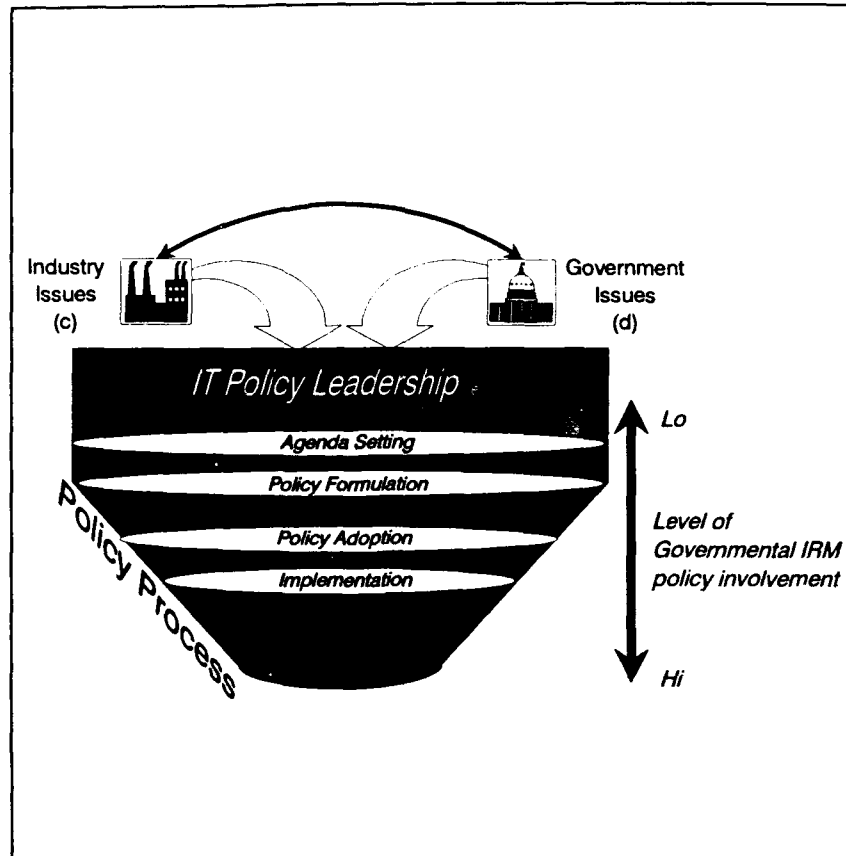 Industry
Issues
(c)
Government
Issues
(d)
IT Policy Leadership
Agenda Setting
Policy Formulation
Policy Adoption
Implementation
Policy Process
Lo
Level of
Governmental IRM
policy involvement
Hi